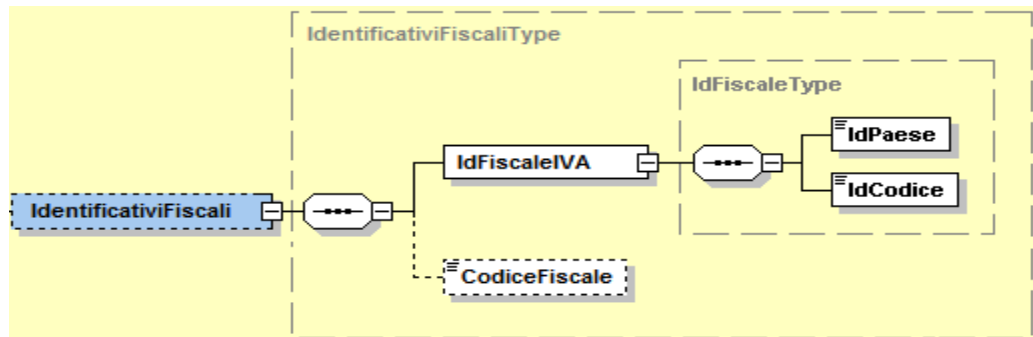 IdentificativiFiscaliType
IdFiscaleType
IdPaese
IdFiscaleIVA
IdCodice
IdentificativiFiscali
CodiceFiscale